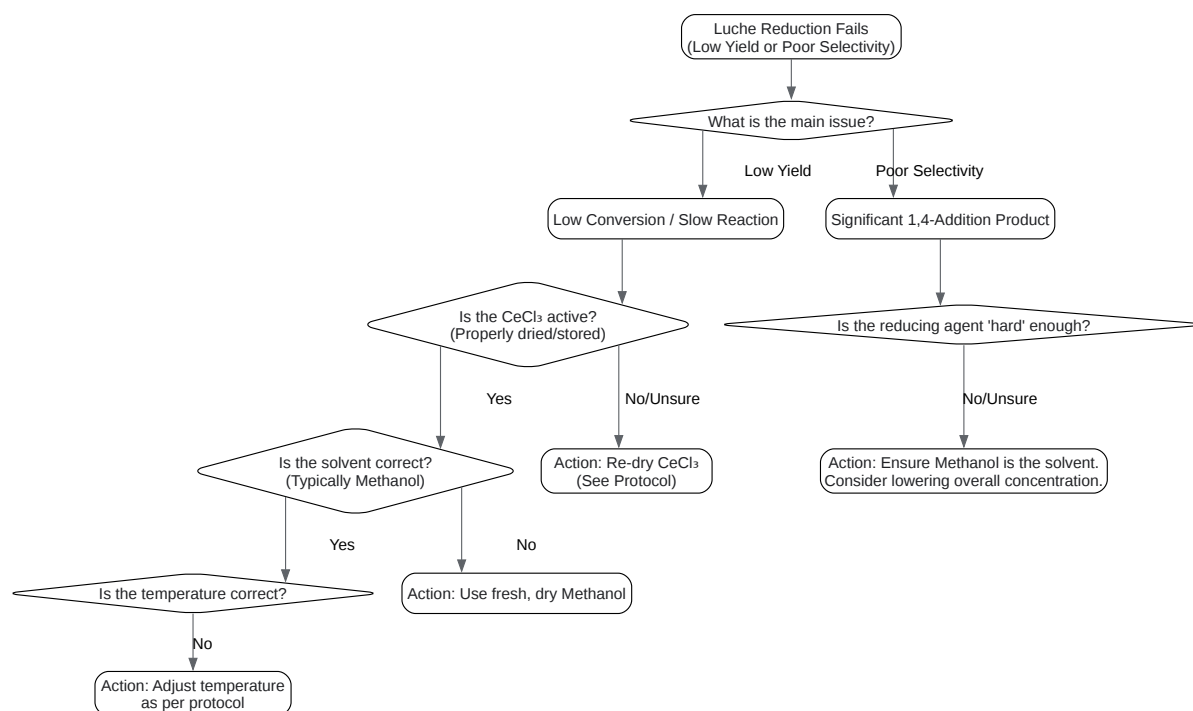 Luche Reduction Fails
(Low Yield or Poor Selectivity)
What is the main issue?
Low Yield
Poor Selectivity
Low Conversion / Slow Reaction
Significant 1,4-Addition Product
Is the CeCl₃ active?
(Properly dried/stored)
Is the reducing agent 'hard' enough?
Yes
No/Unsure
No/Unsure
Is the solvent correct?
(Typically Methanol)
Action: Re-dry CeCl₃
(See Protocol)
Action: Ensure Methanol is the solvent.
Consider lowering overall concentration.
Yes
No
Is the temperature correct?
Action: Use fresh, dry Methanol
No
Action: Adjust temperature
as per protocol